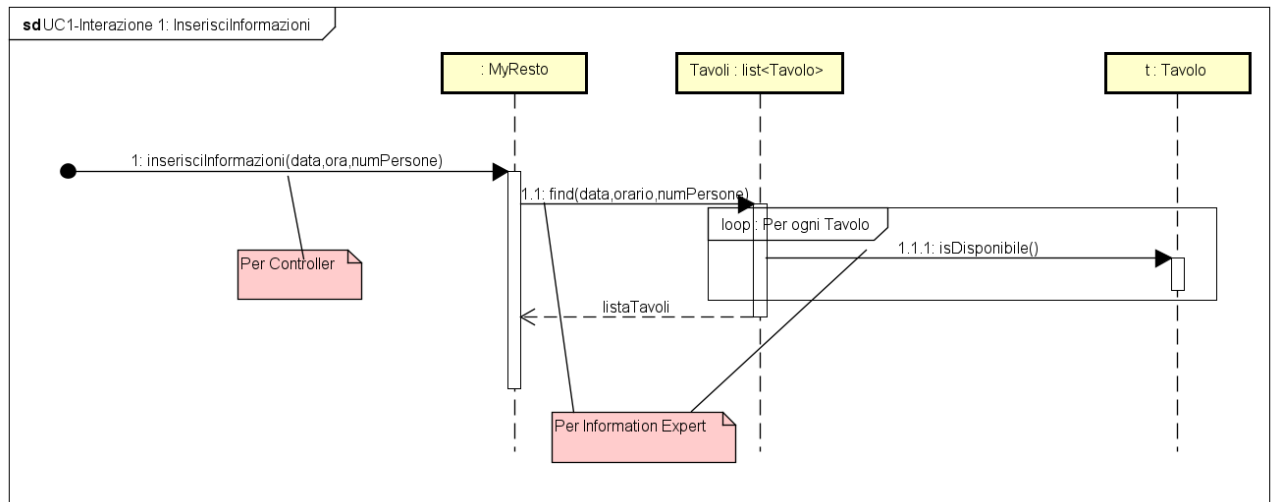 sd UC1-Interazione 1: InserisciInformazioni
: MyResto
Tavoli : list<Tavolo>
t : Tavolo
1: inserisciInformazioni(data,ora,numPersone)
1.1: find(data,orario,numPersone)
loop : Per ogni Tavolo
1.1.1: isDisponibile()
Per Controller
listaTavoli
Per Information Expert